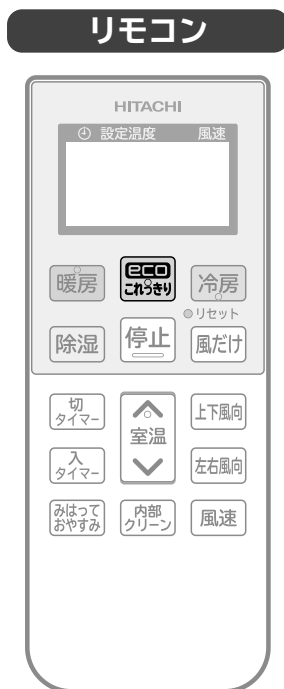 リモコン
HITACHI
設定温度 風速
暖房
eco
これっきり
冷房
リセット
除湿
停止
風だけ
切
タイマー
室温
上下風向
入
タイマー
左右風向
みはって
おやすみ
内部
クリーン
風速